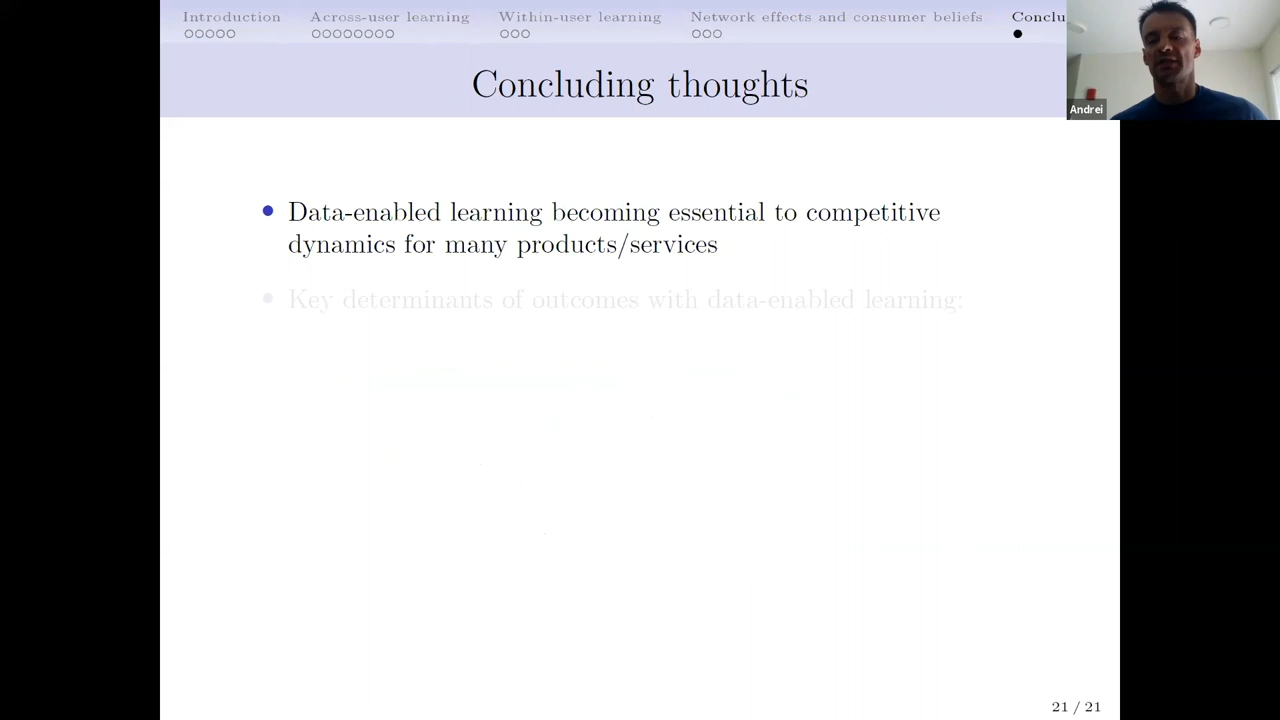 Introduction
Across-user learning
Within-user learning
Network effects and consumer beliefs
Conclu
Andrei
Concluding thoughts
Data-enabled learning becoming essential to competitive
dynamics for many products/services
Key determinants of outcomes with data-enabled learning:
21 / 21